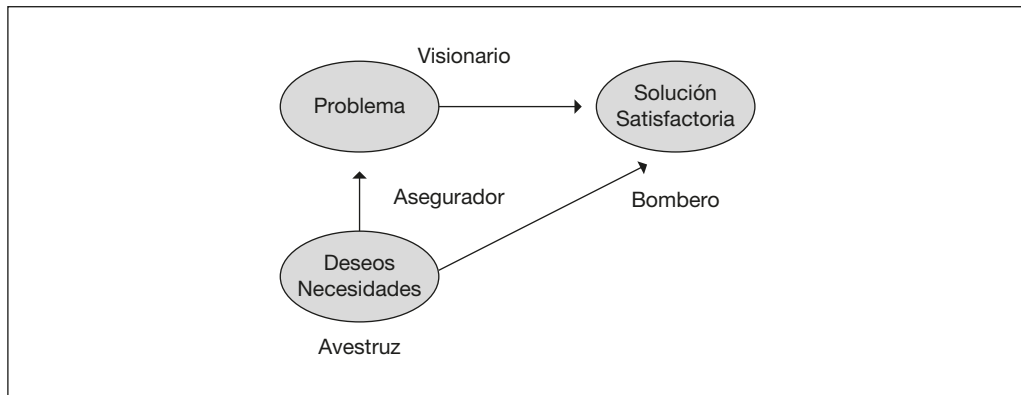 Visionario
Problema
Solución
Satisfactoria
Asegurador
Bombero
Deseos
Necesidades
Avestruz